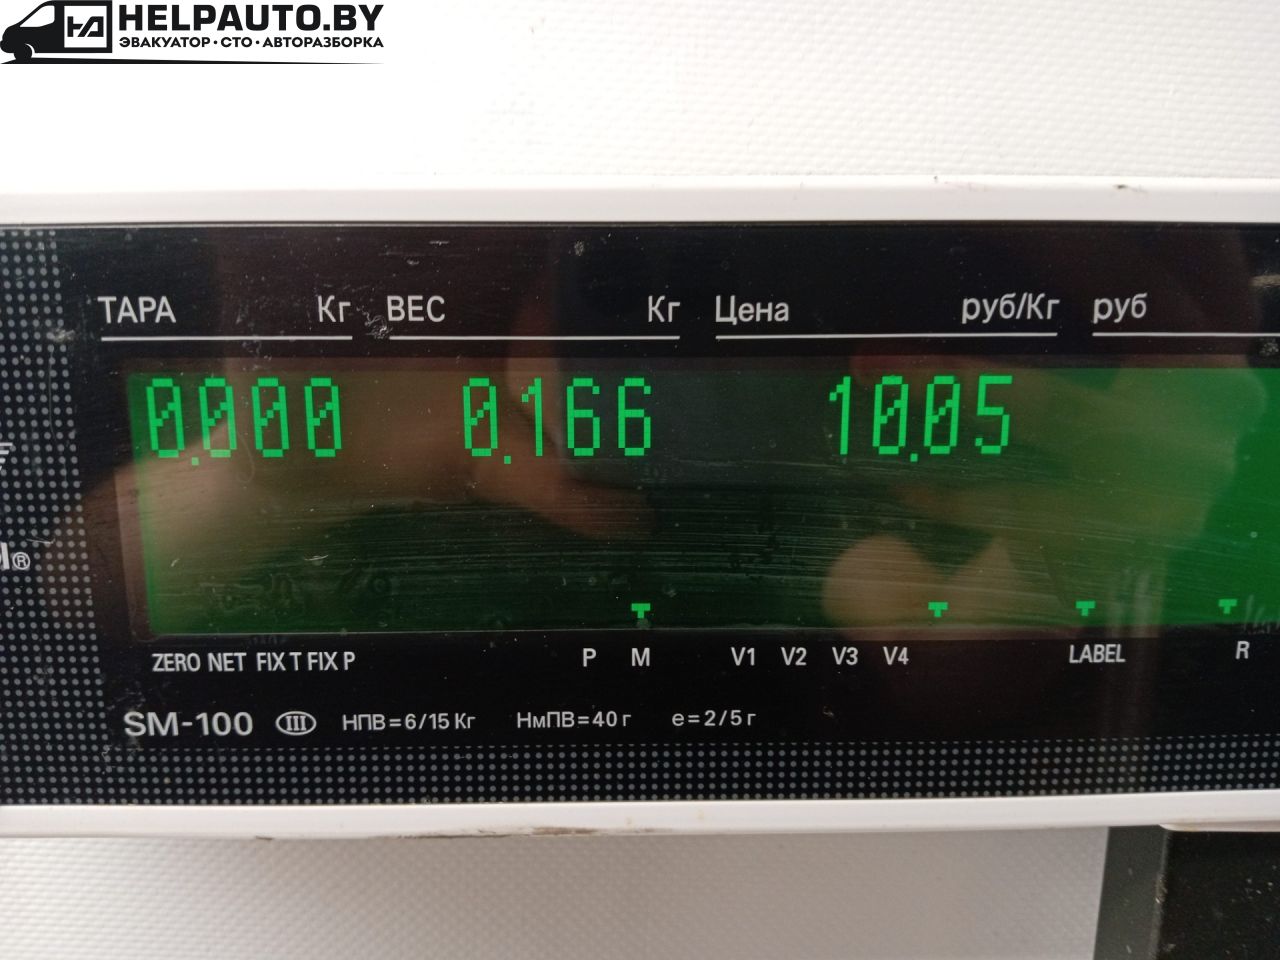 HELPAUTO.BY
ЭВАКУАТОР • СТО • АВТОРАЗБОРКА
ТАРА Кг ВЕС Кг Цена руб/Кг руб
0.000 0.166 10.05
ZERO NET FIX T FIX P P M V1 V2 V3 V4 LABEL R
SM-100 III НПВ=6/15 Кг НмПВ=40 г e=2/5 г